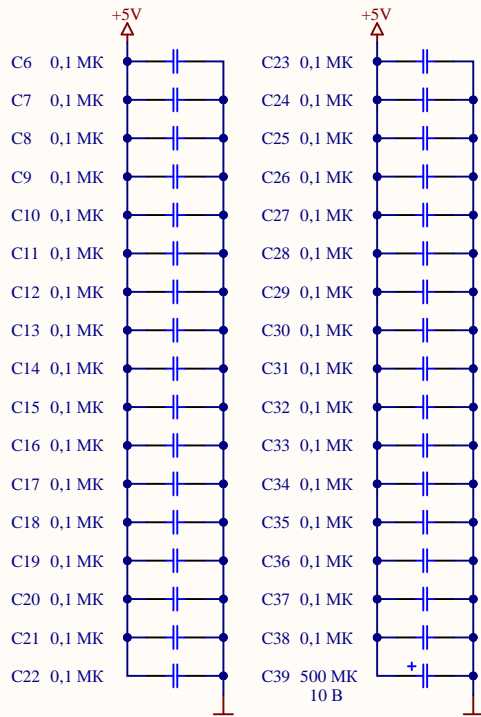 +5V
C6 0,1 МК
C7 0,1 МК
C8 0,1 МК
C9 0,1 МК
C10 0,1 МК
C11 0,1 МК
C12 0,1 МК
C13 0,1 МК
C14 0,1 МК
C15 0,1 МК
C16 0,1 МК
C17 0,1 МК
C18 0,1 МК
C19 0,1 МК
C20 0,1 МК
C21 0,1 МК
C22 0,1 МК
+5V
C23 0,1 МК
C24 0,1 МК
C25 0,1 МК
C26 0,1 МК
C27 0,1 МК
C28 0,1 МК
C29 0,1 МК
C30 0,1 МК
C31 0,1 МК
C32 0,1 МК
C33 0,1 МК
C34 0,1 МК
C35 0,1 МК
C36 0,1 МК
C37 0,1 МК
C38 0,1 МК
C39 500 МК +
10 В